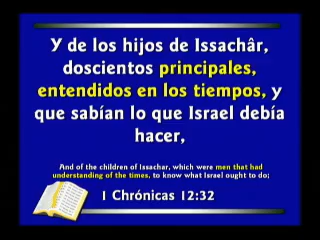 Y de los hijos de Issachâr,
doscientos principales,
entendidos en los tiempos, y
que sabían lo que Israel debía
hacer,
And of the children of Issachar, which were men that had
understanding of the times, to know what Israel ought to do;
1 Chrónicas 12:32